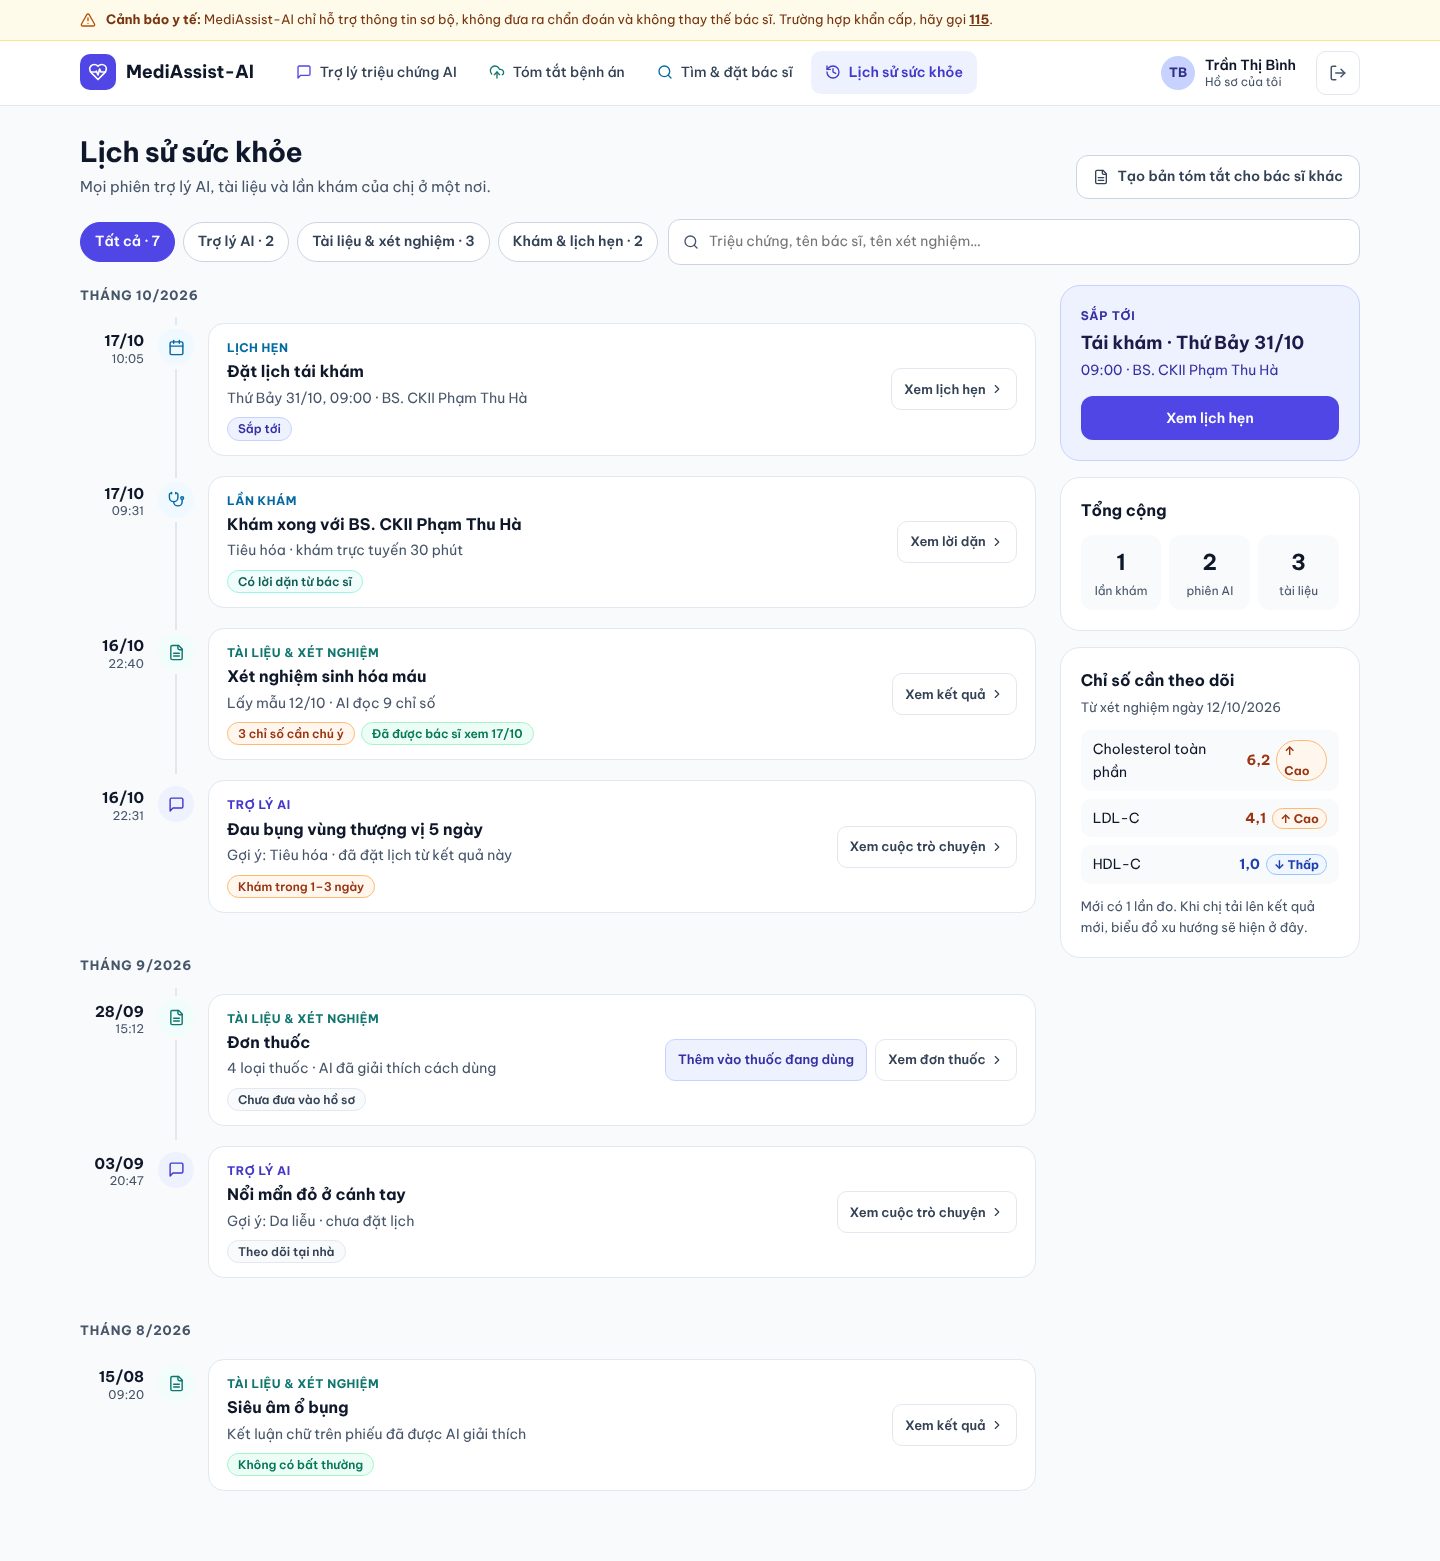 Cảnh báo y tế: MediAssist-AI chỉ hỗ trợ thông tin sơ bộ, không đưa ra chẩn đoán và không thay thế bác sĩ. Trường hợp khẩn cấp, hãy gọi 115.
MediAssist-AI
Trợ lý triệu chứng AI
Tóm tắt bệnh án
Tìm & đặt bác sĩ
Lịch sử sức khỏe
TB
Trần Thị Bình
Hồ sơ của tôi
Lịch sử sức khỏe
Mọi phiên trợ lý AI, tài liệu và lần khám của chị ở một nơi.
Tạo bản tóm tắt cho bác sĩ khác
Tất cả · 7
Trợ lý AI · 2
Tài liệu & xét nghiệm · 3
Khám & lịch hẹn · 2
Triệu chứng, tên bác sĩ, tên xét nghiệm…
THÁNG 10/2026
17/10
10:05
LỊCH HẸN
Đặt lịch tái khám
Thứ Bảy 31/10, 09:00 · BS. CKII Phạm Thu Hà
Sắp tới
Xem lịch hẹn
17/10
09:31
LẦN KHÁM
Khám xong với BS. CKII Phạm Thu Hà
Tiêu hóa · khám trực tuyến 30 phút
Có lời dặn từ bác sĩ
Xem lời dặn
16/10
22:40
TÀI LIỆU & XÉT NGHIỆM
Xét nghiệm sinh hóa máu
Lấy mẫu 12/10 · AI đọc 9 chỉ số
3 chỉ số cần chú ý
Đã được bác sĩ xem 17/10
Xem kết quả
16/10
22:31
TRỢ LÝ AI
Đau bụng vùng thượng vị 5 ngày
Gợi ý: Tiêu hóa · đã đặt lịch từ kết quả này
Khám trong 1–3 ngày
Xem cuộc trò chuyện
THÁNG 9/2026
28/09
15:12
TÀI LIỆU & XÉT NGHIỆM
Đơn thuốc
4 loại thuốc · AI đã giải thích cách dùng
Chưa đưa vào hồ sơ
Thêm vào thuốc đang dùng
Xem đơn thuốc
03/09
20:47
TRỢ LÝ AI
Nổi mẩn đỏ ở cánh tay
Gợi ý: Da liễu · chưa đặt lịch
Theo dõi tại nhà
Xem cuộc trò chuyện
THÁNG 8/2026
15/08
09:20
TÀI LIỆU & XÉT NGHIỆM
Siêu âm ổ bụng
Kết luận chữ trên phiếu đã được AI giải thích
Không có bất thường
Xem kết quả
SẮP TỚI
Tái khám · Thứ Bảy 31/10
09:00 · BS. CKII Phạm Thu Hà
Xem lịch hẹn
Tổng cộng
1
lần khám
2
phiên AI
3
tài liệu
Chỉ số cần theo dõi
Từ xét nghiệm ngày 12/10/2026
Cholesterol toàn
phần
6,2
↑
Cao
LDL-C
4,1
↑ Cao
HDL-C
1,0
↓ Thấp
Mới có 1 lần đo. Khi chị tải lên kết quả
mới, biểu đồ xu hướng sẽ hiện ở đây.